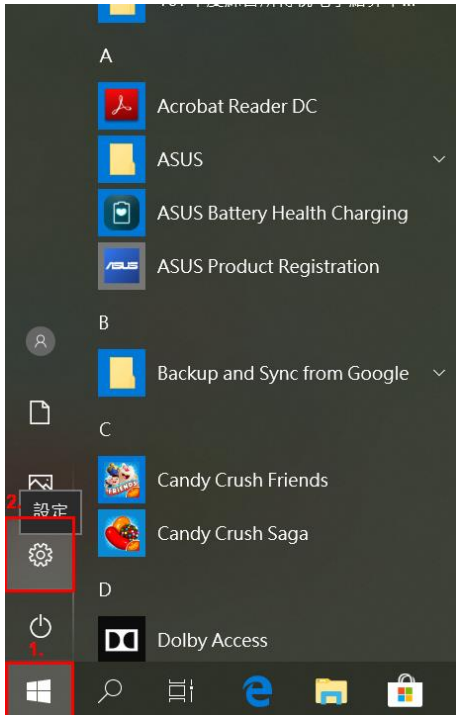 A
Acrobat Reader DC
ASUS
ASUS Battery Health Charging
ASUS Product Registration
B
Backup and Sync from Google
C
Candy Crush Friends
2.
設定
Candy Crush Saga
D
1.
Dolby Access